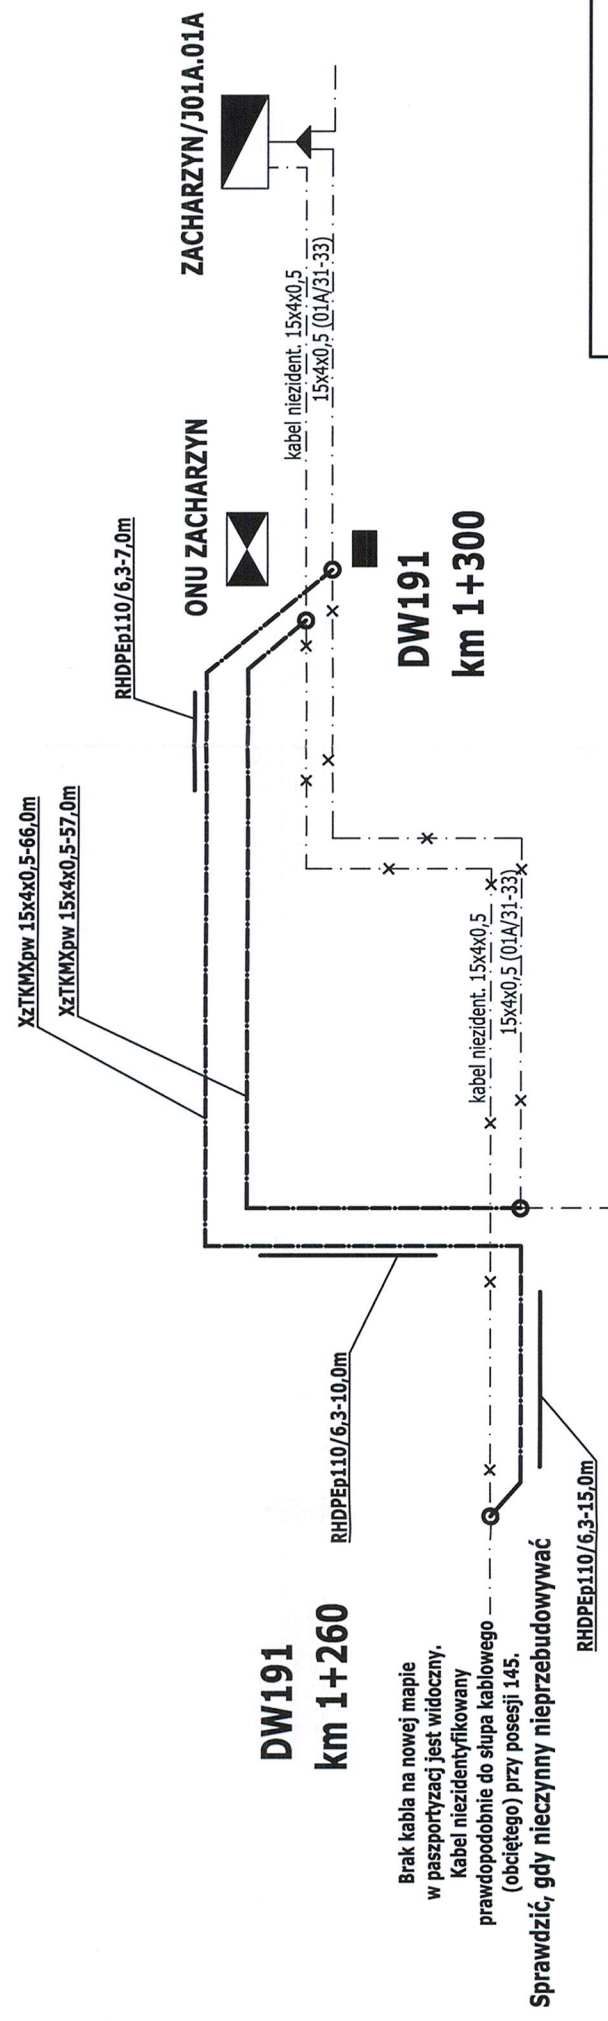 ZACHARZYN/J01A.01A
ONU ZACHARZYN
kabel niezident. 15x4x0,5
15x4x0,5 (01A/31-33)
RHDPEp110/6,3-7,0m
DW191
km 1+300
XzTKMXpw 15x4x0,5-66,0m
XzTKMXpw 15x4x0,5-57,0m
kabel niezident. 15x4x0,5
15x4x0,5 (01A/31-33)
RHDPEp110/6,3-10,0m
RHDPEp110/6,3-15,0m
DW191
km 1+260
Brak kabla na nowej mapie
w paszportyzacj jest widoczny.
Kabel niezidentyfikowany
prawdopodobnie do słupa kablowego
(obciętego) przy posesji 145.
Sprawdzić, gdy nieczynny nieprzebudowywać